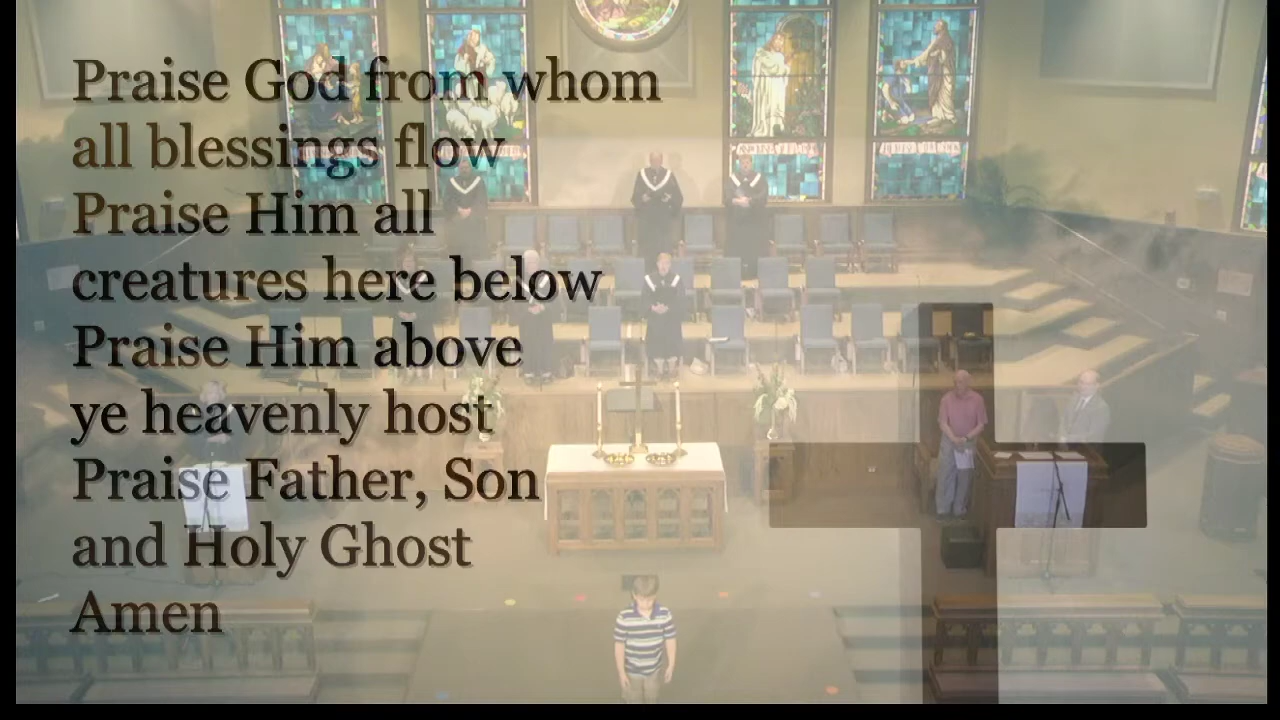 Praise God from whom
all blessings flow
Praise Him all
creatures here below
Praise Him above
ye heavenly host
Praise Father, Son
and Holy Ghost
Amen